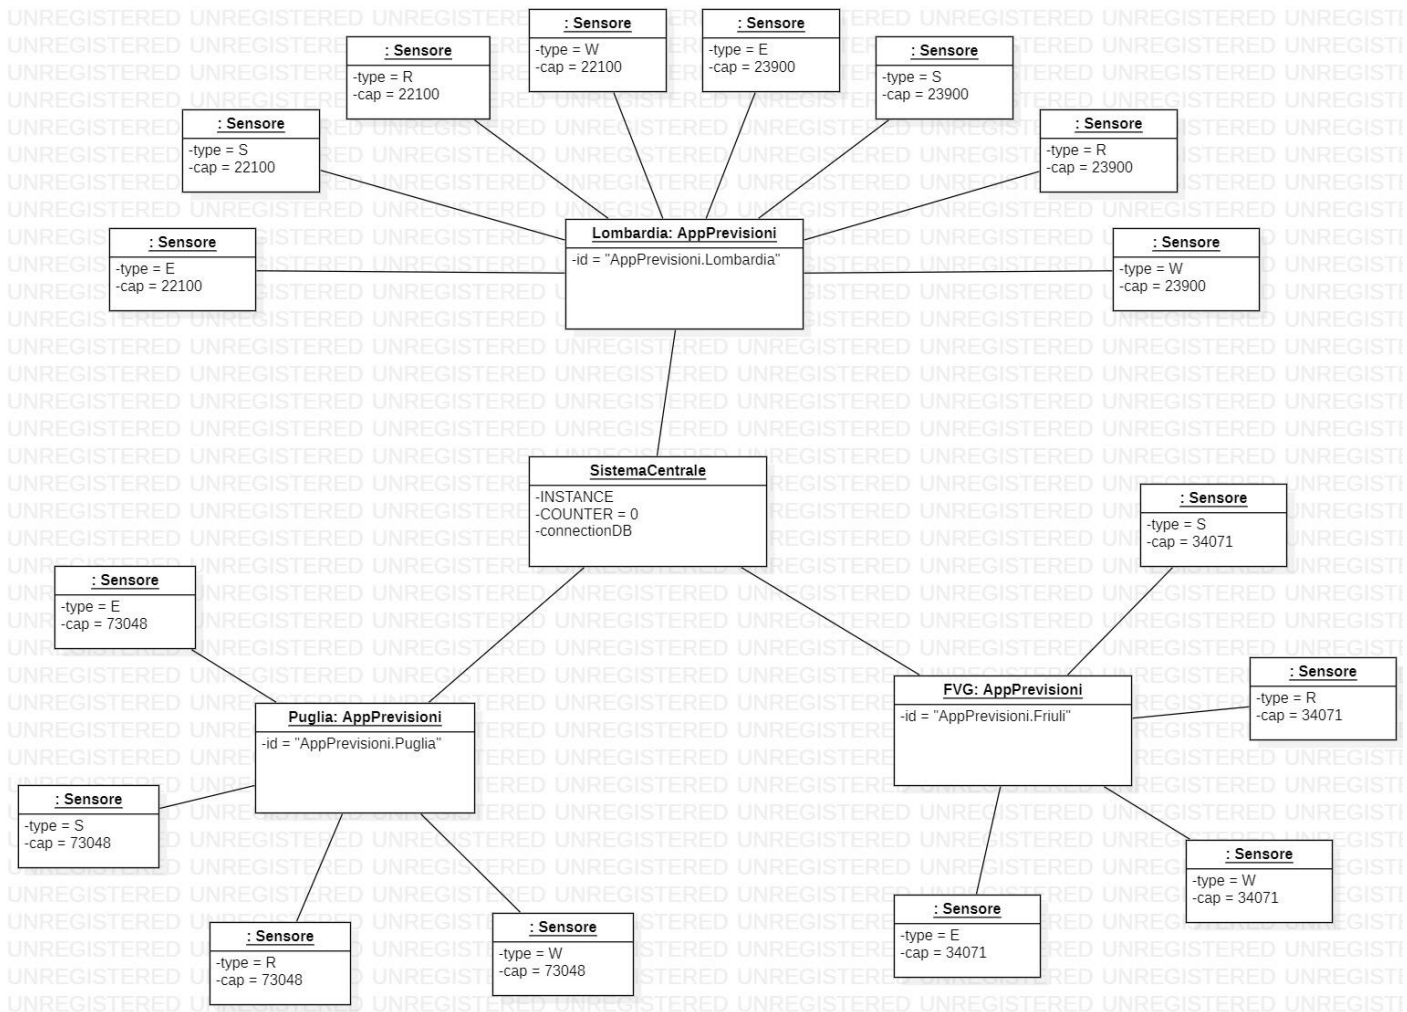 : Sensore
-type = W
-cap = 22100
: Sensore
-type = E
-cap = 23900
: Sensore
-type = R
-cap = 22100
: Sensore
-type = S
-cap = 23900
: Sensore
-type = S
-cap = 22100
: Sensore
-type = R
-cap = 23900
: Sensore
-type = E
-cap = 22100
Lombardia: AppPrevisioni
-id = "AppPrevisioni.Lombardia"
: Sensore
-type = W
-cap = 23900
SistemaCentrale
-INSTANCE
-COUNTER = 0
-connectionDB
: Sensore
-type = S
-cap = 34071
: Sensore
-type = E
-cap = 73048
: Sensore
-type = R
-cap = 34071
FVG: AppPrevisioni
-id = "AppPrevisioni.Friuli"
Puglia: AppPrevisioni
-id = "AppPrevisioni.Puglia"
: Sensore
-type = S
-cap = 73048
: Sensore
-type = W
-cap = 34071
: Sensore
-type = E
-cap = 34071
: Sensore
-type = W
-cap = 73048
: Sensore
-type = R
-cap = 73048
UNREGISTERED